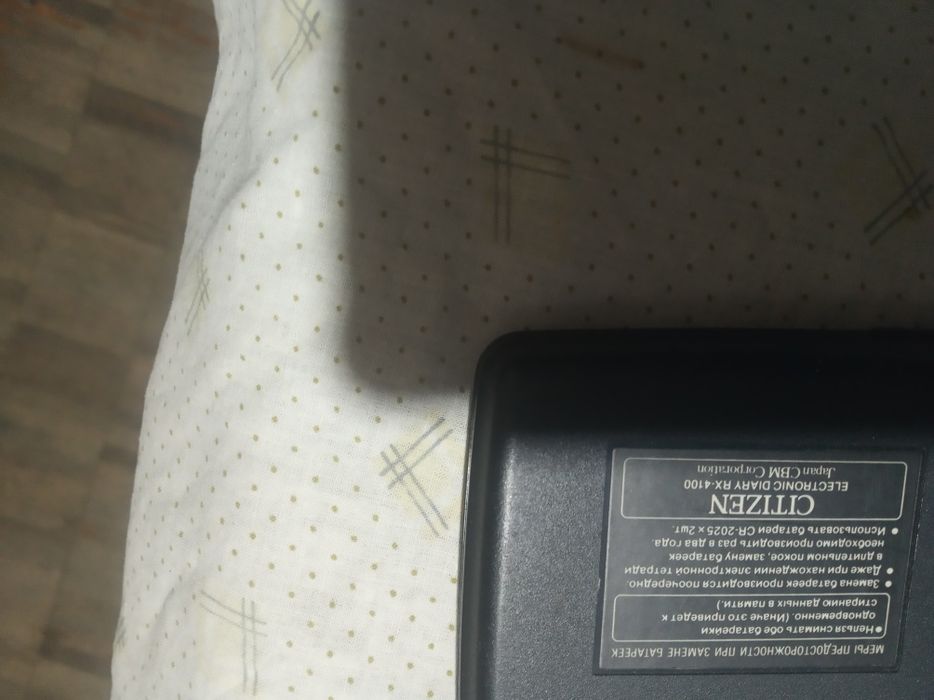 МЕРЫ ПРЕДОСТОРОЖНОСТИ ПРИ ЗАМЕНЕ БАТАРЕЕК
● Нельзя снимать обе батарейки
одновременно. (Иначе это приведет к
стиранию данных в памяти.)
● Замена батареек производится поочередно
● Даже при нахождении электронной тетради
в длительном покое, замену батареек
необходимо производить раз в два года.
● Использовать батареи CR-2025 x 2шт.
CITIZEN
ELECTRONIC DIARY RX-4100
Japan CBM Corporation